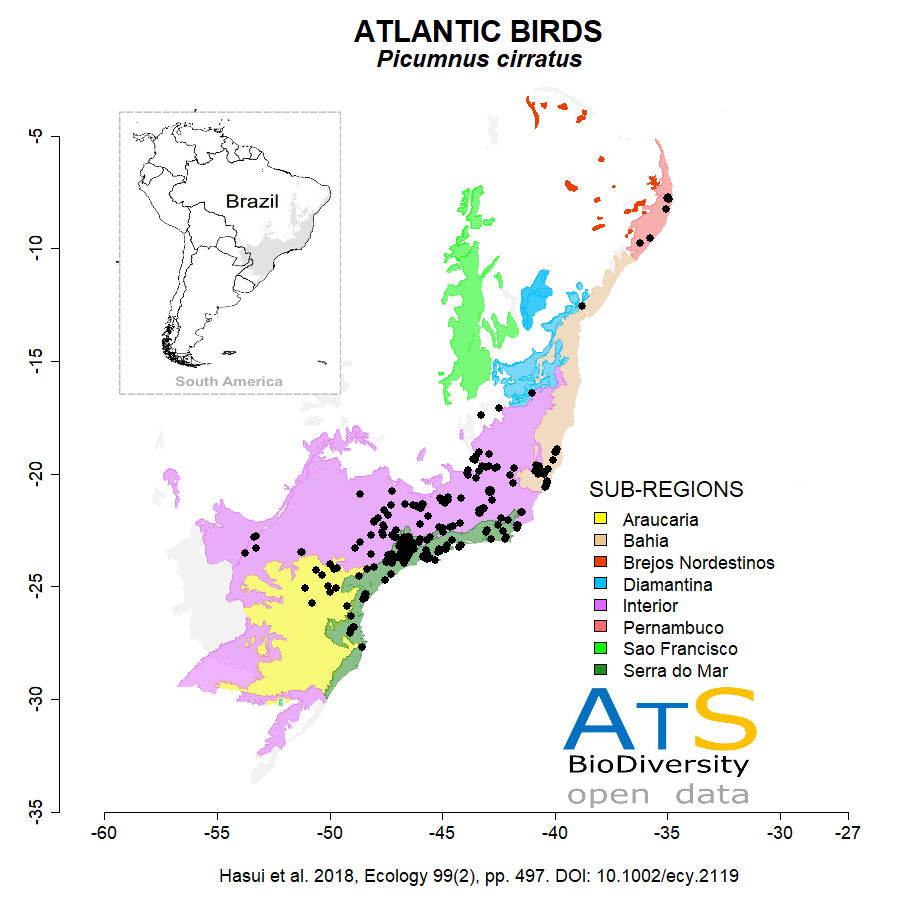 ATLANTIC BIRDS
Picumnus cirratus
Brazil
South America
-5
-10
-15
-20
-25
-30
-35
SUB-REGIONS
Araucaria
Bahia
Brejos Nordestinos
Diamantina
Interior
Pernambuco
Sao Francisco
Serra do Mar
ATS
BioDiversity
open data
-60 -55 -50 -45 -40 -35 -30 -27
Hasui et al. 2018, Ecology 99(2), pp. 497. DOI: 10.1002/ecy.2119